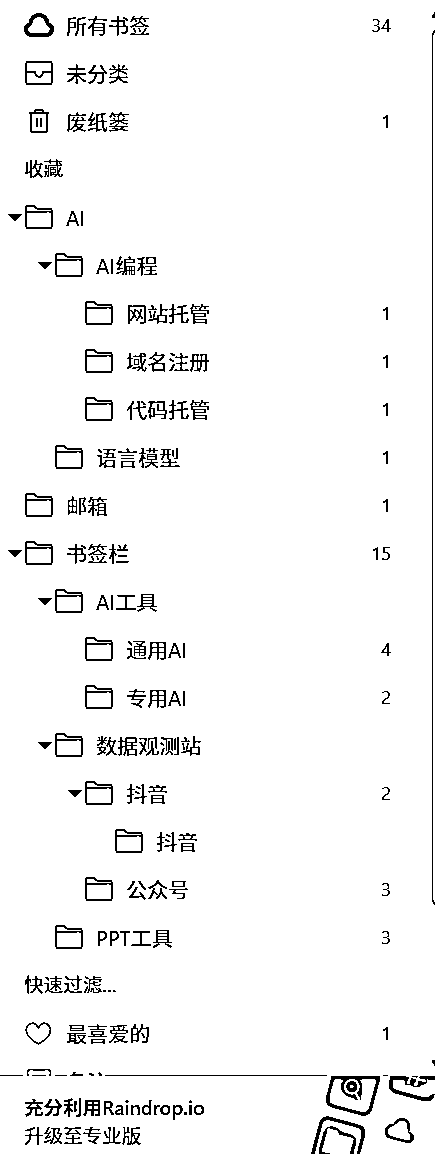 所有书签 34
未分类
废纸篓 1
收藏
AI
AI编程
网站托管 1
域名注册 1
代码托管 1
语言模型 1
邮箱 1
书签栏 15
AI工具
通用AI 4
专用AI 2
数据观测站
抖音 2
抖音
公众号 3
PPT工具 3
快速过滤...
最喜爱的 1
充分利用Raindrop.io
升级至专业版